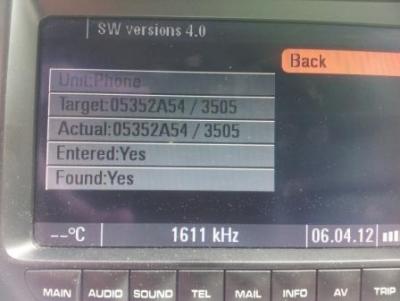 SW versions 4.0
Back
Unit:Phone
Target:05352A54 / 3505
Actual:05352A54 / 3505
Entered:Yes
Found:Yes
--°C 1611 kHz 06.04.12
MAIN AUDIO SOUND TEL MAIL INFO AV TRIP